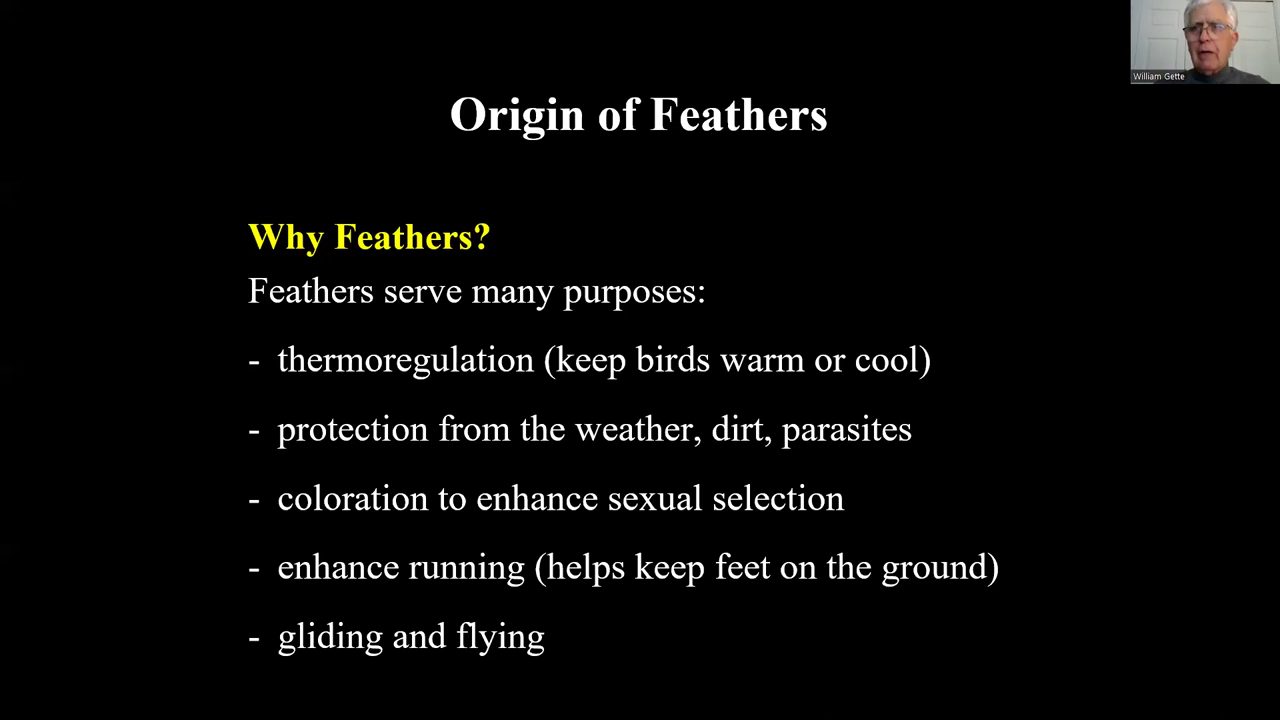 William Gette
Origin of Feathers
Why Feathers?
Feathers serve many purposes:
- thermoregulation (keep birds warm or cool)
- protection from the weather, dirt, parasites
- coloration to enhance sexual selection
- enhance running (helps keep feet on the ground)
- gliding and flying